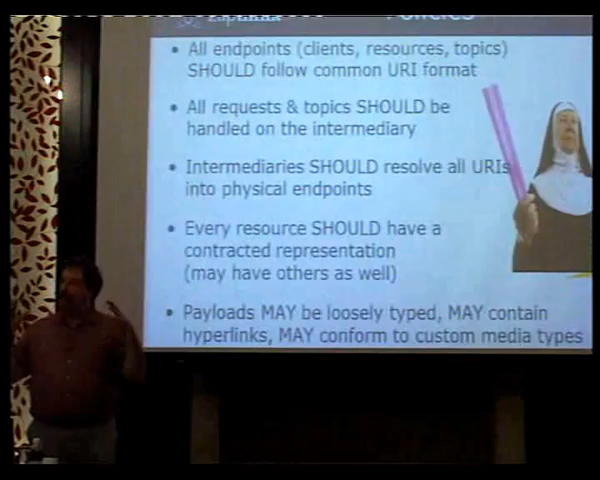 Policies
• All endpoints (clients, resources, topics)
SHOULD follow common URI format
• All requests & topics SHOULD be
handled on the intermediary
• Intermediaries SHOULD resolve all URIs
into physical endpoints
• Every resource SHOULD have a
contracted representation
(may have others as well)
• Payloads MAY be loosely typed, MAY contain
hyperlinks, MAY conform to custom media types